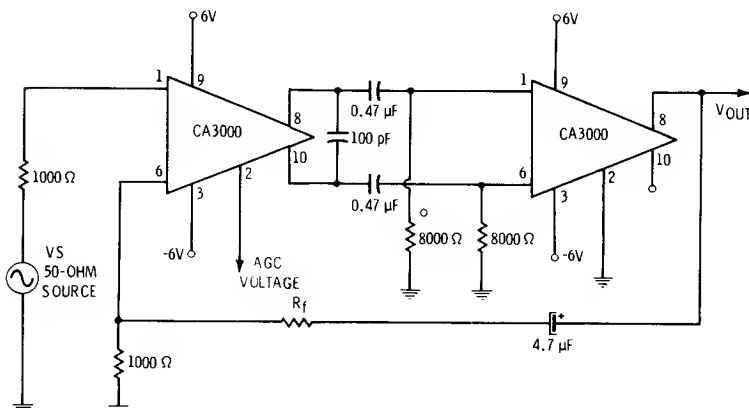 6V
6V
1
9
8
CA3000
10
6
2
3
-6V
1000 Ω
VS
50-OHM
SOURCE
AGC
VOLTAGE
0.47 μF
100 pF
0.47 μF
8000 Ω
8000 Ω
1
9
8
CA3000
10
6
2
3
-6V
VOUT
Rf
+
4.7 μF
1000 Ω